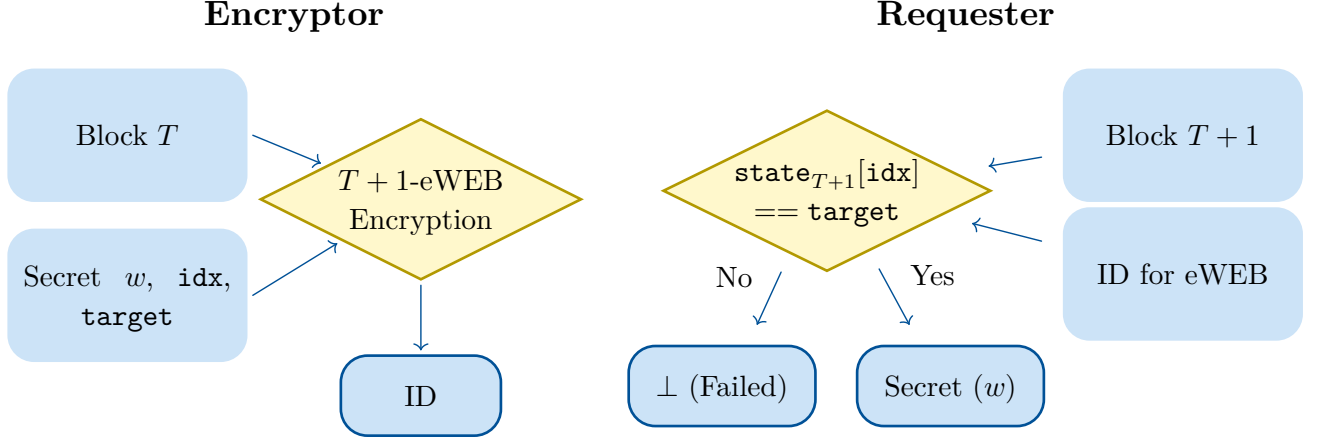 Encryptor
Block T
Secret w, idx,
target
T + 1-eWEB
Encryption
ID
Requester
state_{T+1}[idx]
== target
Block T + 1
ID for eWEB
No
Yes
⊥ (Failed)
Secret (w)